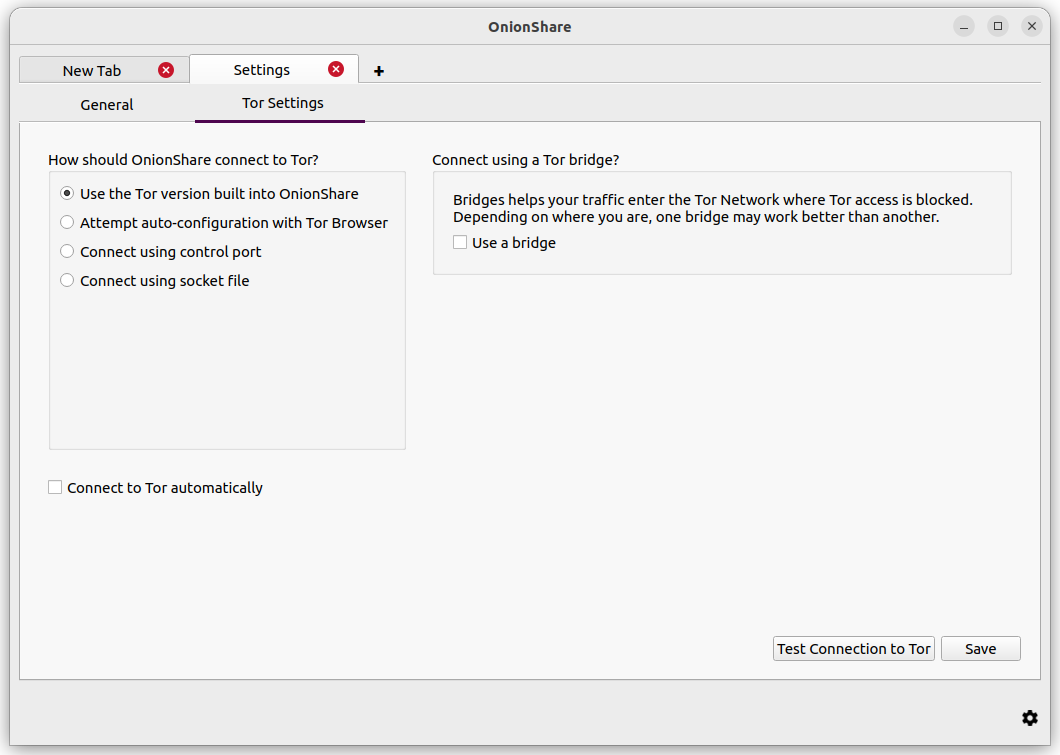 OnionShare
New Tab
Settings
General
Tor Settings
How should OnionShare connect to Tor?
Use the Tor version built into OnionShare
Attempt auto-configuration with Tor Browser
Connect using control port
Connect using socket file
Connect to Tor automatically
Connect using a Tor bridge?
Bridges helps your traffic enter the Tor Network where Tor access is blocked.
Depending on where you are, one bridge may work better than another.
Use a bridge
Test Connection to Tor
Save